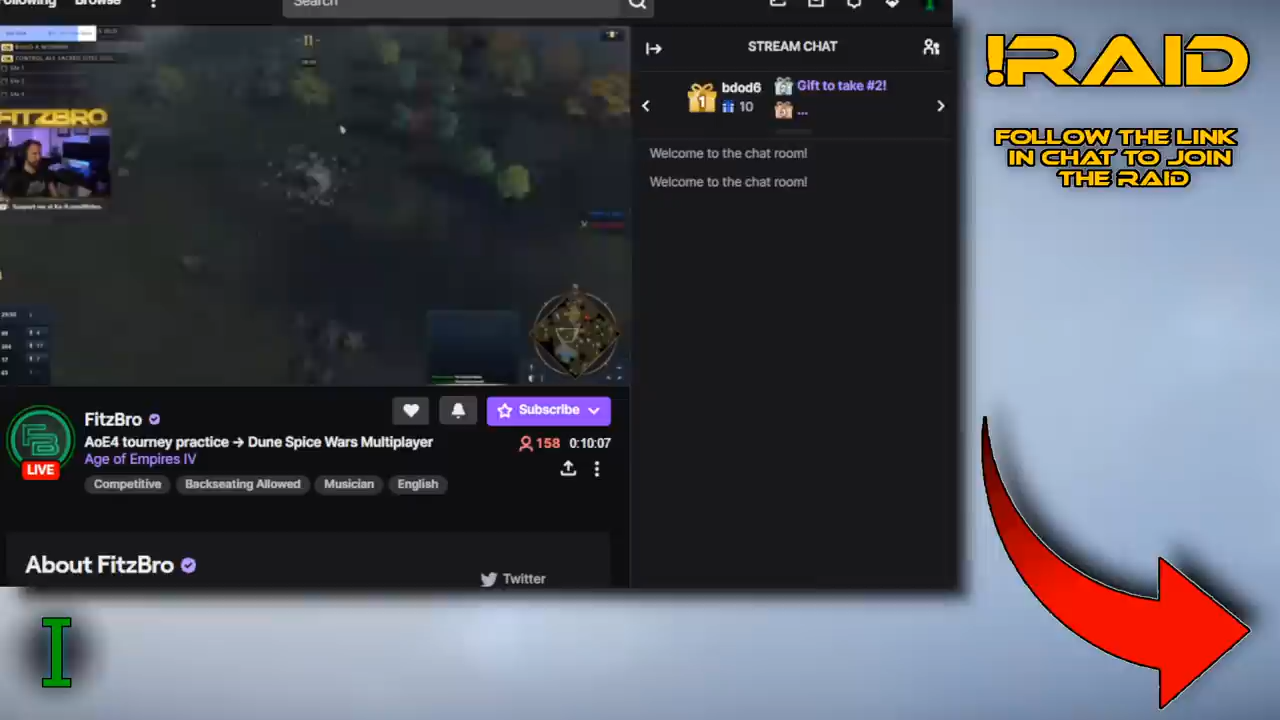 Following Browse
Search
!RAID
FOLLOW THE LINK
IN CHAT TO JOIN
THE RAID
STREAM CHAT
1 bdod6
10
2 Gift to take #2!
3 ...
Welcome to the chat room!
Welcome to the chat room!
FITZBRO
FitzBro
Subscribe
AoE4 tourney practice → Dune Spice Wars Multiplayer
158 0:10:07
Age of Empires IV
LIVE
Competitive Backseating Allowed Musician English
About FitzBro
Twitter
I